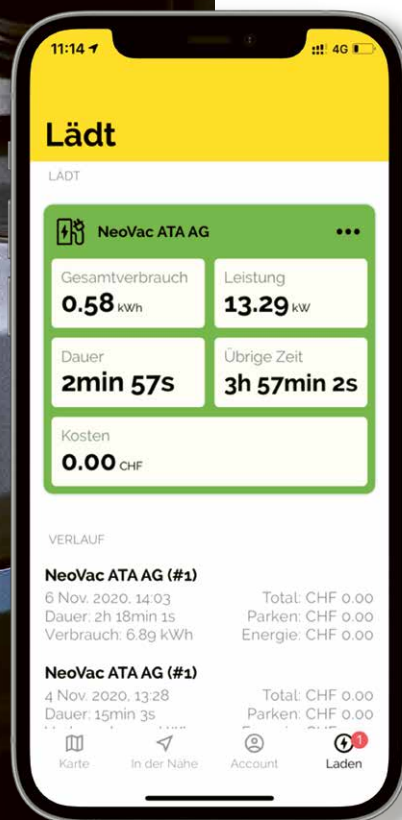 11:14
4G
Lädt
LÄDT
NeoVac ATA AG
Gesamtverbrauch
0.58 kWh
Leistung
13.29 kW
Dauer
2min 57s
Übrige Zeit
3h 57min 2s
Kosten
0.00 CHF
VERLAUF
NeoVac ATA AG (#1)
6 Nov. 2020, 14:03 Total: CHF 0.00
Dauer: 2h 18min 1s Parken: CHF 0.00
Verbrauch: 6.89 kWh Energie: CHF 0.00
NeoVac ATA AG (#1)
4 Nov. 2020, 13:28 Total: CHF 0.00
Dauer: 15min 3s Parken: CHF 0.00
Karte
In der Nähe
Account
1
Laden